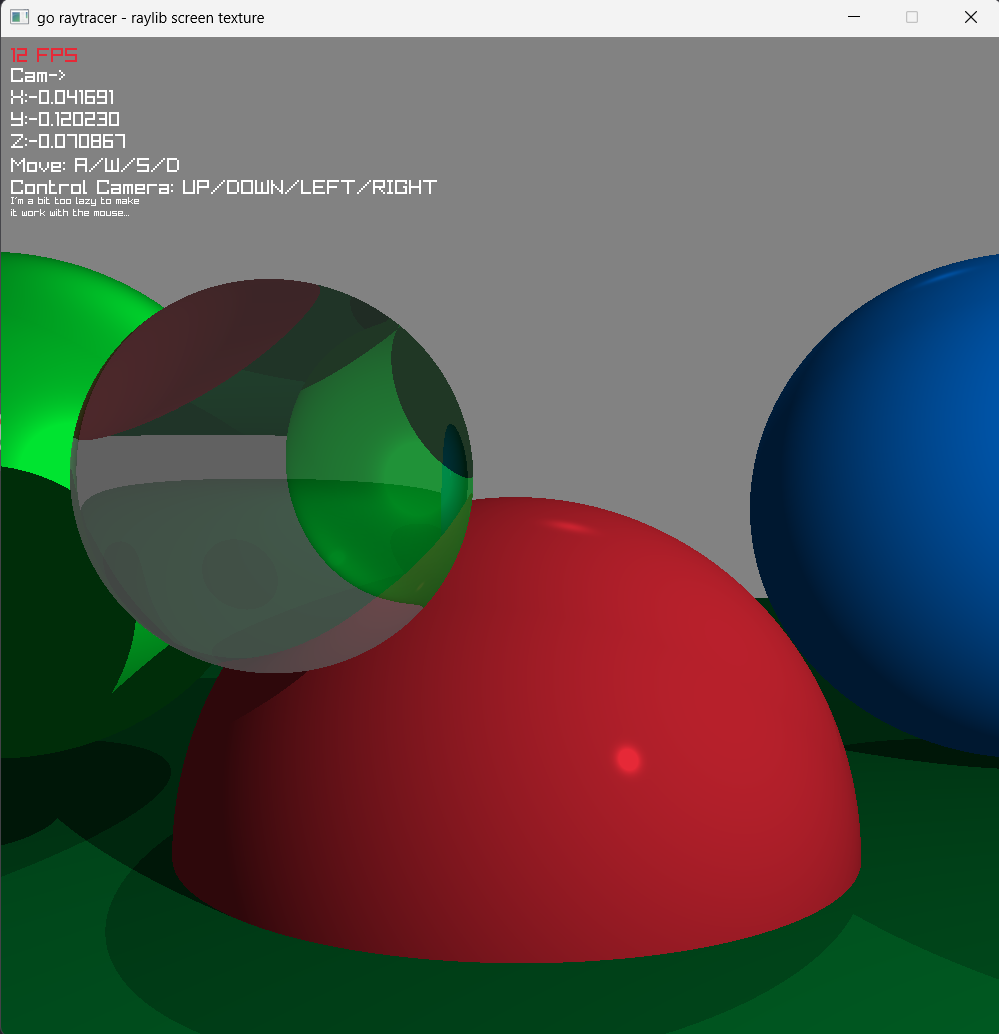 go raytracer - raylib screen texture
12 FPS
Cam->
X:-0.041691
Y:-0.120230
Z:-0.070867
Move: A/W/S/D
Control Camera: UP/DOWN/LEFT/RIGHT
I'm a bit too lazy to make
it work with the mouse...